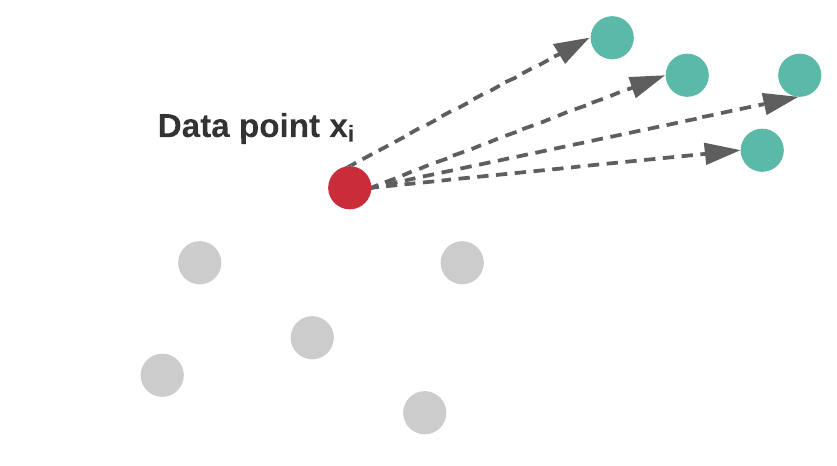 Data point xᵢ